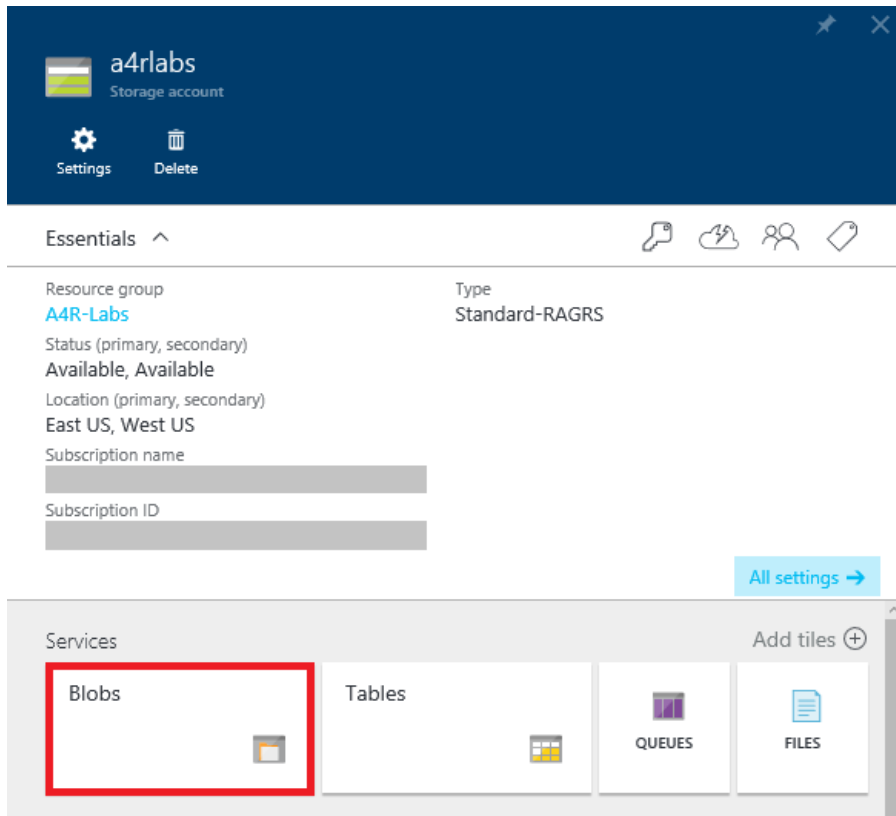 a4rlabs
Storage account
Settings Delete
Essentials
Resource group
A4R-Labs
Status (primary, secondary)
Available, Available
Location (primary, secondary)
East US, West US
Subscription name
Subscription ID
Type
Standard-RAGRS
All settings
Services
Add tiles
Blobs
Tables
QUEUES
FILES